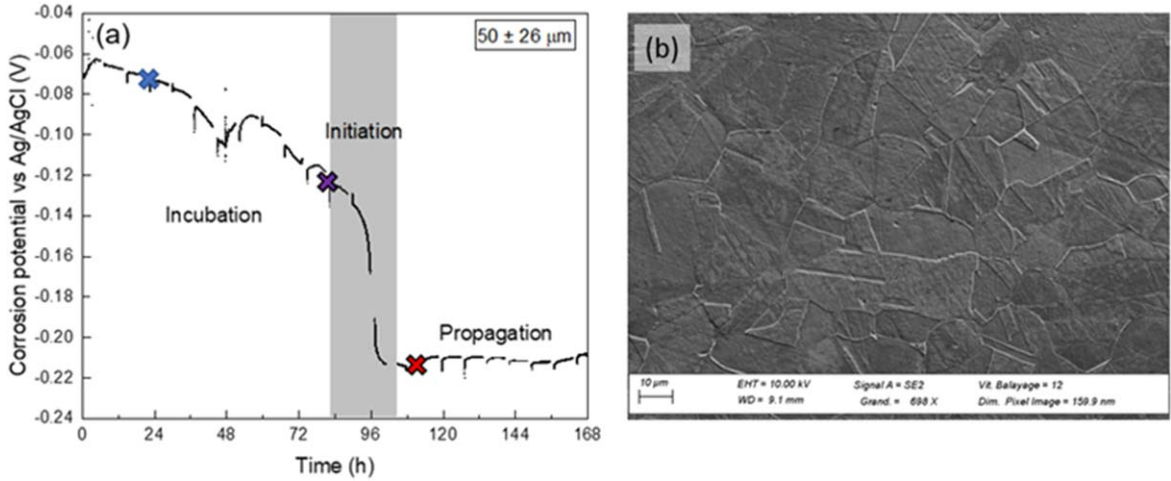 (a)
50 ± 26 µm
-0.04
-0.06
-0.08
-0.10
-0.12
-0.14
-0.16
-0.18
-0.20
-0.22
-0.24
Corrosion potential vs Ag/AgCl (V)
Initiation
Incubation
Propagation
0 24 48 72 96 120 144 168
Time (h)
(b)
10 µm
EHT = 10.00 kV Signal A = SE2 Vit. Balayage = 12
WD = 9.1 mm Grand. = 698 X Dim. Pixel Image = 159.9 nm